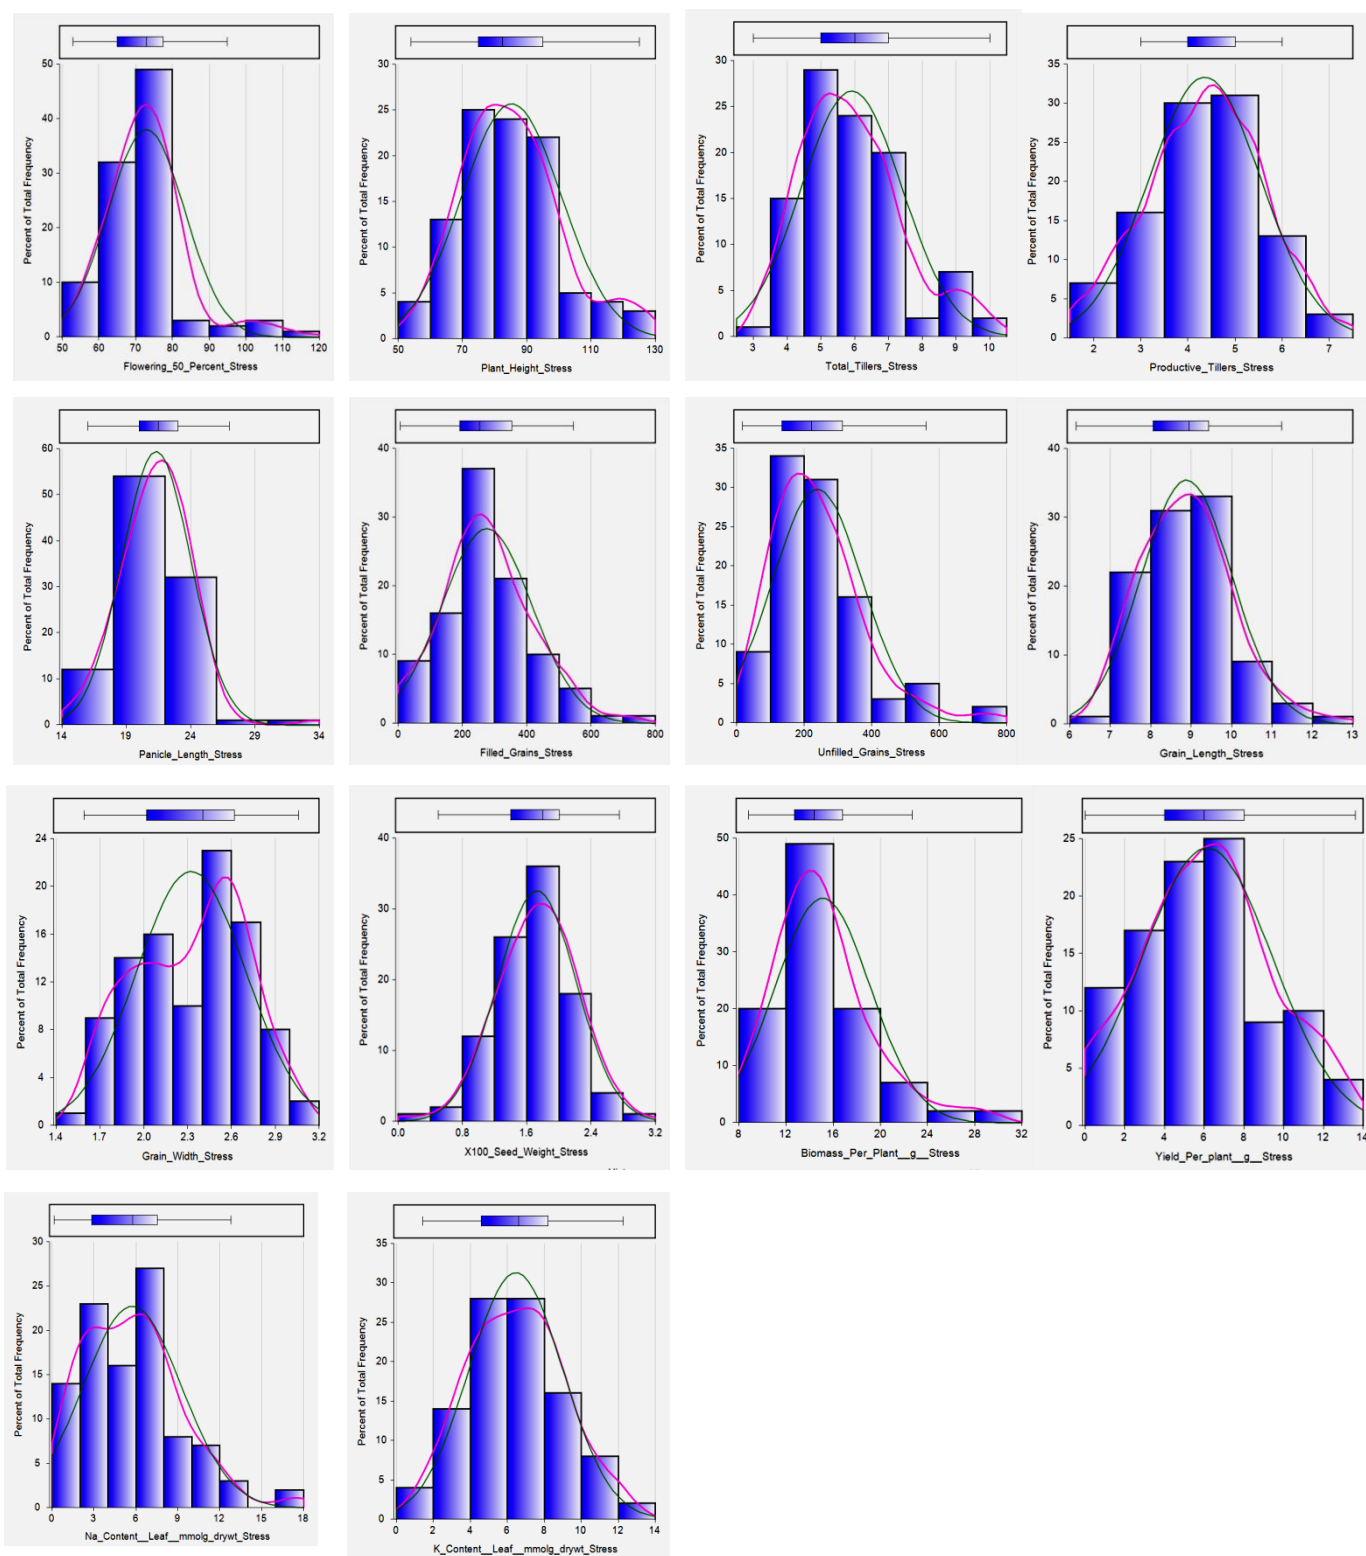 50
40
30
20
10
0
Percent of Total Frequency
50 60 70 80 90 100 110 120
Flowering_50_Percent_Stress
30
25
20
15
10
5
0
Percent of Total Frequency
50 70 90 110 130
Plant_Height_Stress
30
25
20
15
10
5
0
Percent of Total Frequency
3 4 5 6 7 8 9 10
Total_Tillers_Stress
35
30
25
20
15
10
5
0
Percent of Total Frequency
2 3 4 5 6 7
Productive_Tillers_Stress
60
50
40
30
20
10
0
Percent of Total Frequency
14 19 24 29 34
Panicle_Length_Stress
40
30
20
10
0
Percent of Total Frequency
0 200 400 600 800
Filled_Grains_Stress
35
30
25
20
15
10
5
0
Percent of Total Frequency
0 200 400 600 800
Unfilled_Grains_Stress
40
30
20
10
0
Percent of Total Frequency
6 7 8 9 10 11 12 13
Grain_Length_Stress
24
20
16
12
8
4
0
Percent of Total Frequency
1.4 1.7 2.0 2.3 2.6 2.9 3.2
Grain_Width_Stress
40
30
20
10
0
Percent of Total Frequency
0.0 0.8 1.6 2.4 3.2
X100_Seed_Weight_Stress
50
40
30
20
10
0
Percent of Total Frequency
8 12 16 20 24 28 32
Biomass_Per_Plant__g__Stress
25
20
15
10
5
0
Percent of Total Frequency
0 2 4 6 8 10 12 14
Yield_Per_plant__g__Stress
30
25
20
15
10
5
0
Percent of Total Frequency
0 3 6 9 12 15 18
Na_Content__Leaf__mmolg_drywt_Stress
35
30
25
20
15
10
5
0
Percent of Total Frequency
0 2 4 6 8 10 12 14
K_Content__Leaf__mmolg_drywt_Stress